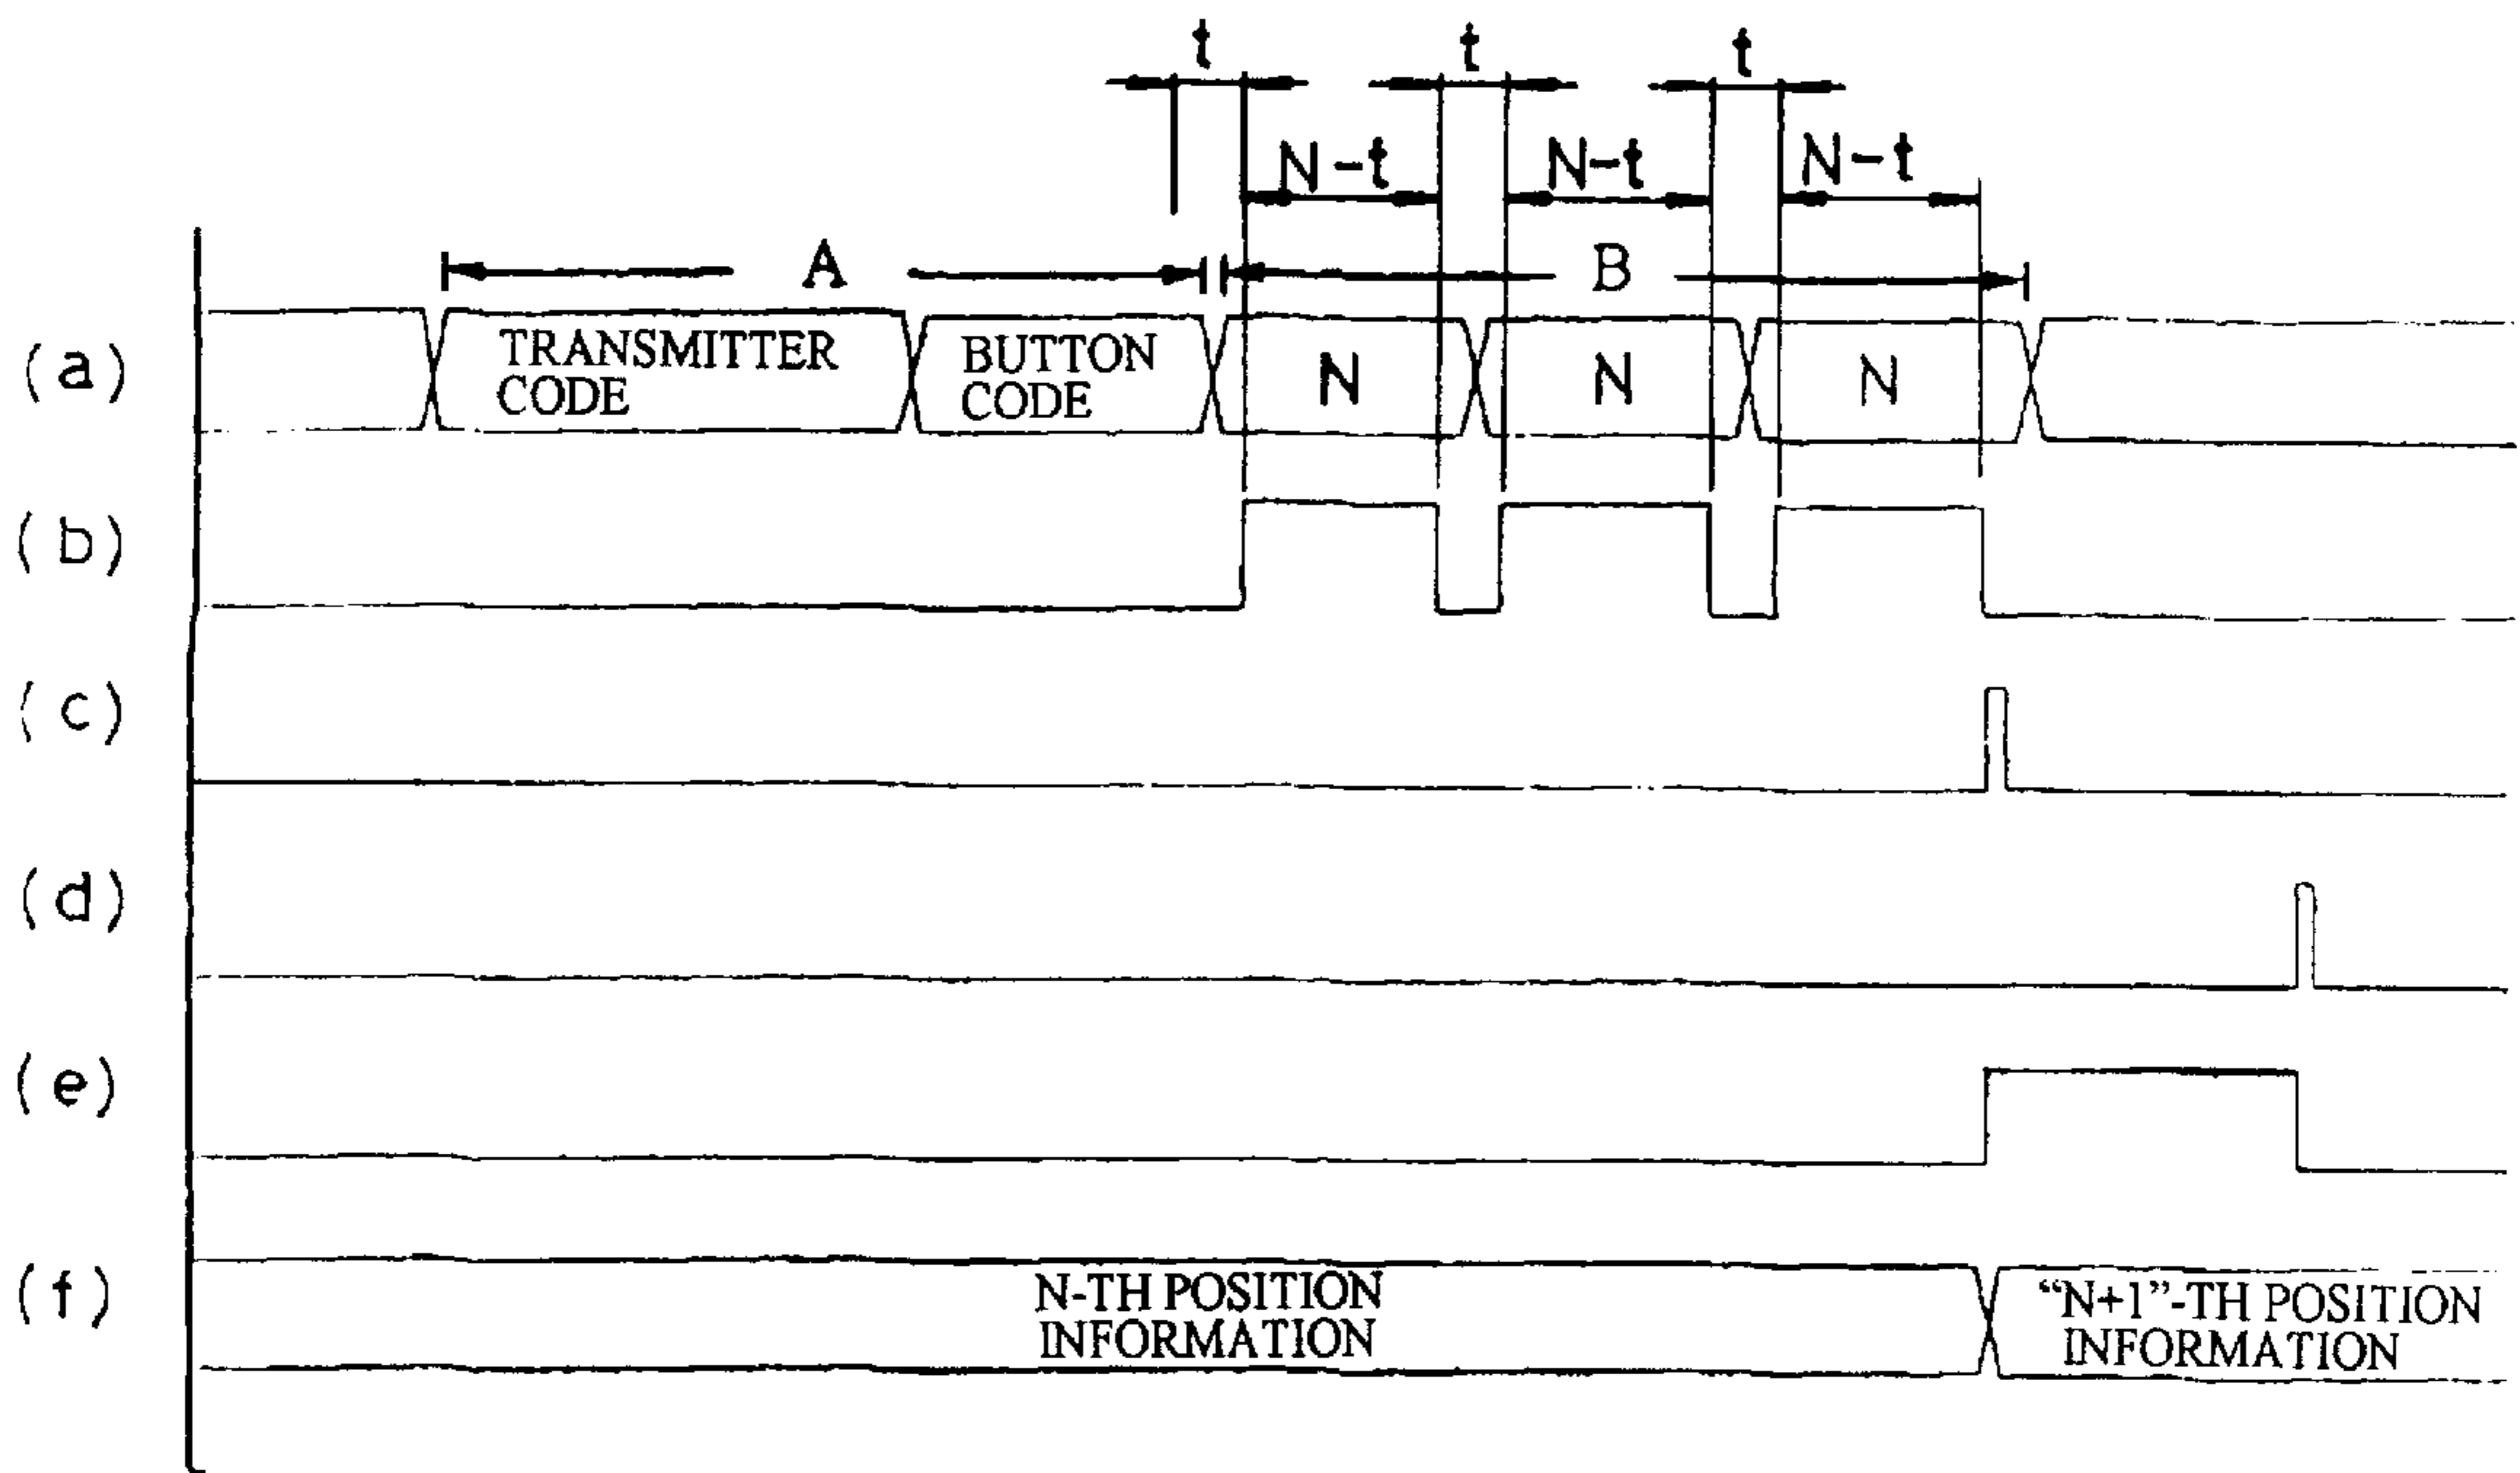 t t t
N-t N-t N-t
A B
(a)
TRANSMITTER
CODE
BUTTON
CODE
N N N
(b)
(c)
(d)
(e)
(f)
N-TH POSITION
INFORMATION
“N+1”-TH POSITION
INFORMATION